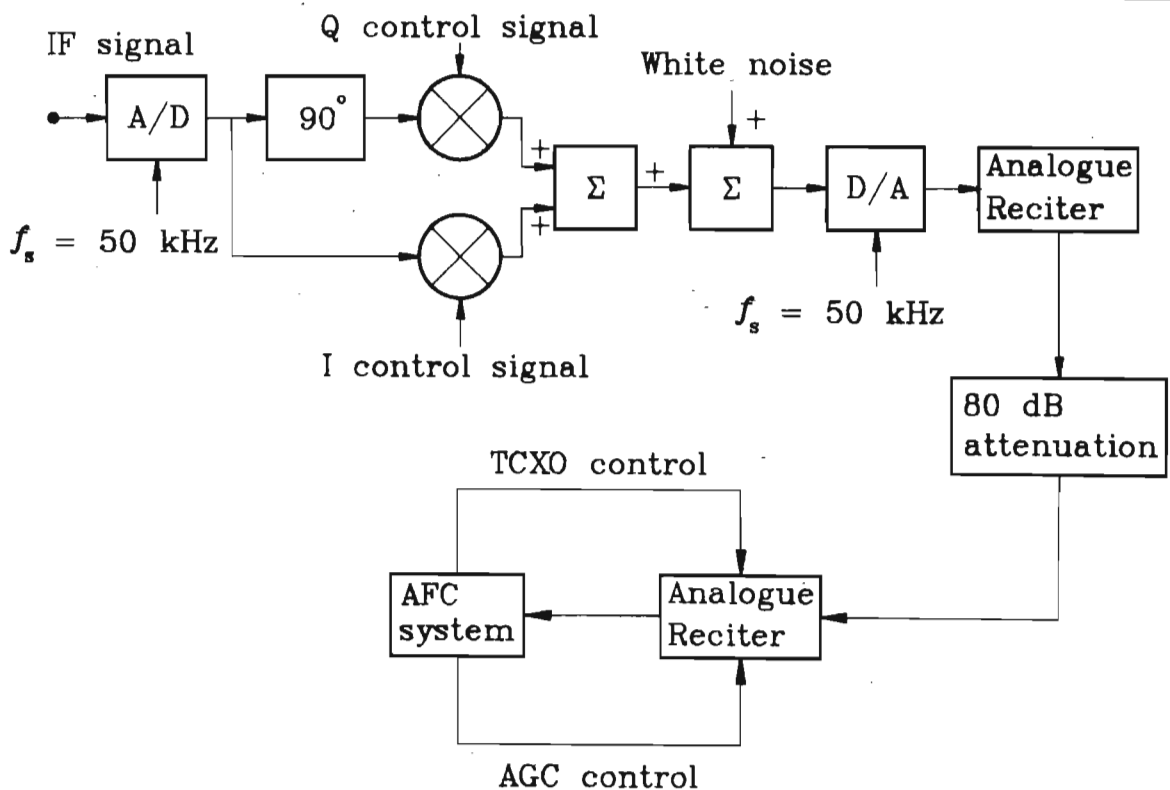 Q control signal
IF signal
White noise
A/D
90°
+
+
+
+
Σ
Σ
D/A
Analogue
Reciter
f_s = 50 kHz
f_s = 50 kHz
I control signal
80 dB
attenuation
TCXO control
AFC
system
Analogue
Reciter
AGC control